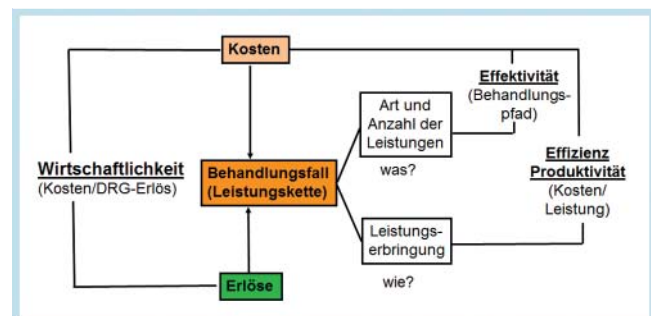 Kosten
Effektivität
(Behandlungs-
pfad)
Art und
Anzahl der
Leistungen
was?
Wirtschaftlichkeit
(Kosten/DRG-Erlös)
Behandlungsfall
(Leistungskette)
Effizienz
Produktivität
(Kosten/
Leistung)
Leistungs-
erbringung
wie?
Erlöse